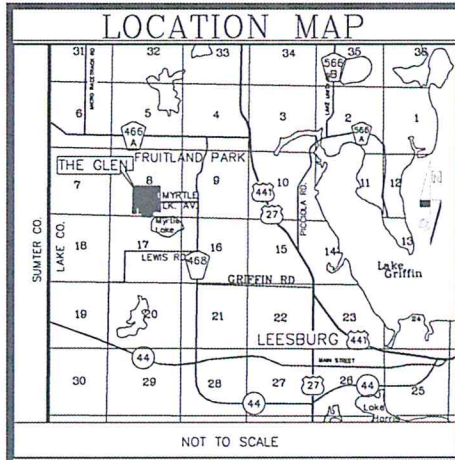 LOCATION MAP
31 32 33 34 35 36
566 B
6 5 4 3 2 1
466 A
566 A
THE GLEN
FRUITLAND PARK
7 8 9 10 11 12
MYRTLE
LK. AV.
441
27
PICCIOLA RD.
Myrtle
Lake
SUMTER CO.
LAKE CO.
18 17 16 15 14 13
LEWIS RD.
468
Lake
Griffin
GRIFFIN RD
19 20 21 22 23 24
LEESBURG
441
MAIN STREET
44
30 29 28 27 26 25
27
44
44
Lake
Harris
NOT TO SCALE